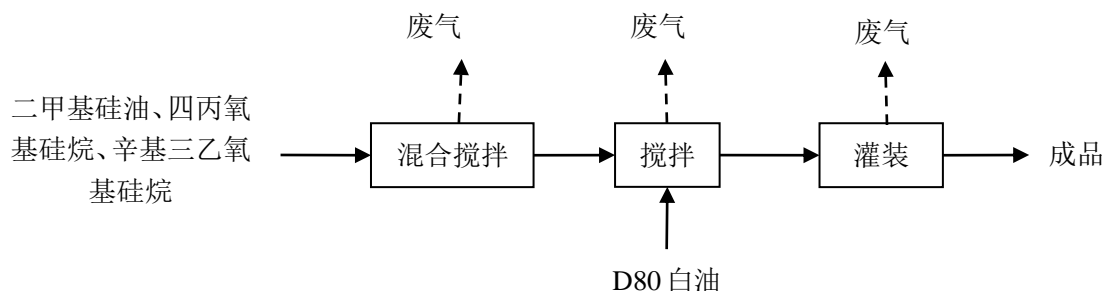 废气
废气
废气
二甲基硅油、四丙氧
基硅烷、辛基三乙氧
基硅烷
混合搅拌
搅拌
灌装
成品
D80 白油